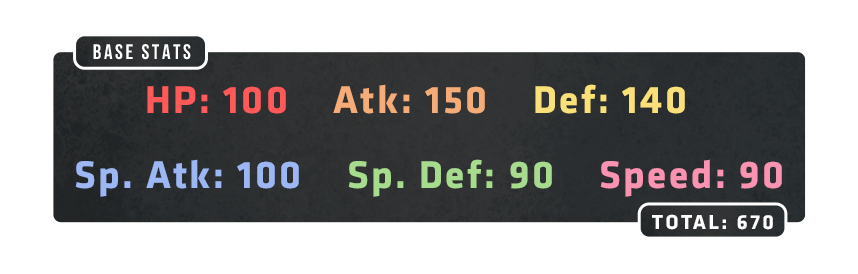 BASE STATS
HP: 100 Atk: 150 Def: 140
Sp. Atk: 100 Sp. Def: 90 Speed: 90
TOTAL: 670